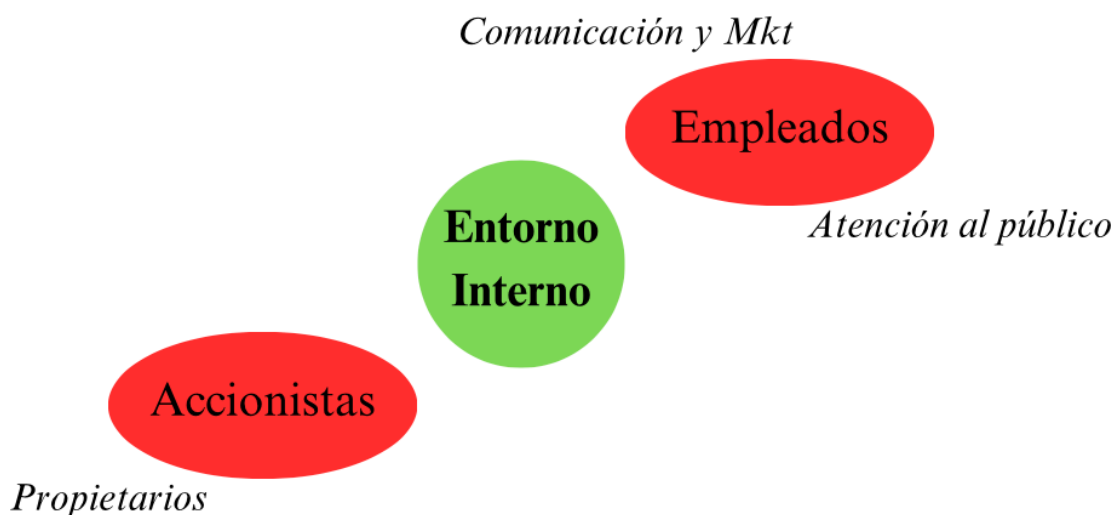 Comunicación y Mkt
Empleados
Atención al público
Entorno
Interno
Accionistas
Propietarios